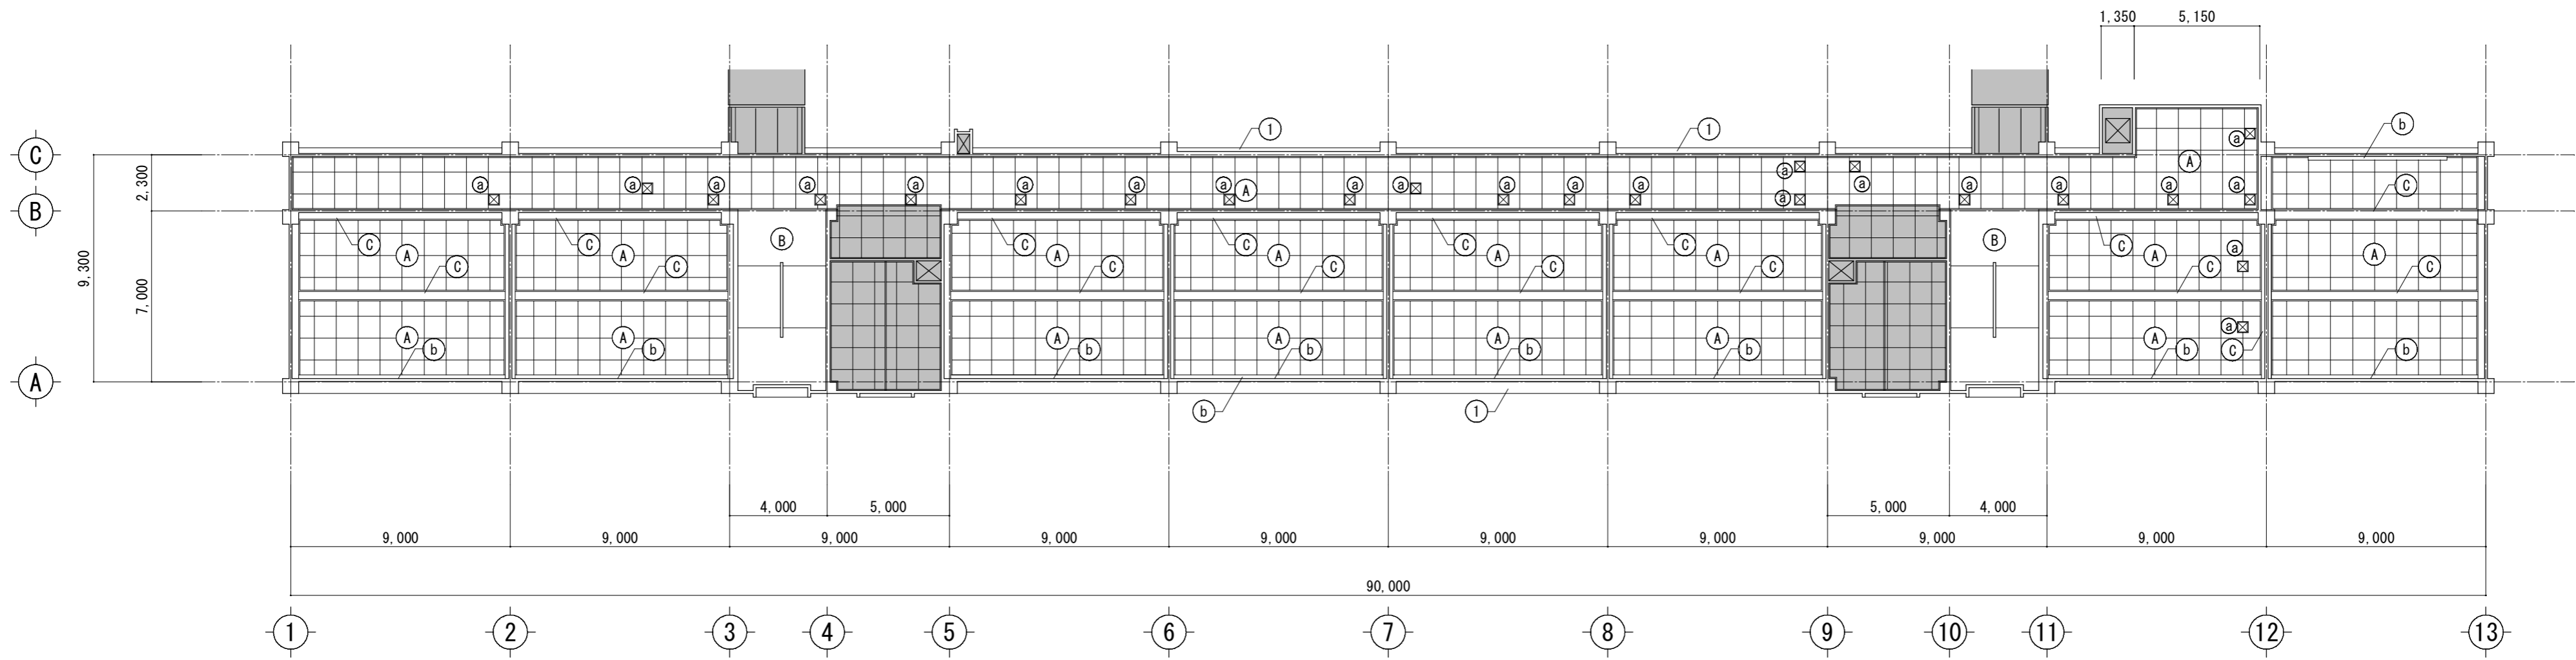 1,350 5,150
1 1 b
C
a A
2,300
a a a a a a a a a a a a a a a a a a a a A C
B
9,300
7,000
C A C C A C B C A C C A C C A C C A C B C A C a A C
A A A A A A A a A
b b b b b b b C b
A
b 1
4,000 5,000 5,000 4,000
9,000 9,000 9,000 9,000 9,000 9,000 9,000 9,000 9,000 9,000
90,000
1 2 3 4 5 6 7 8 9 10 11 12 13